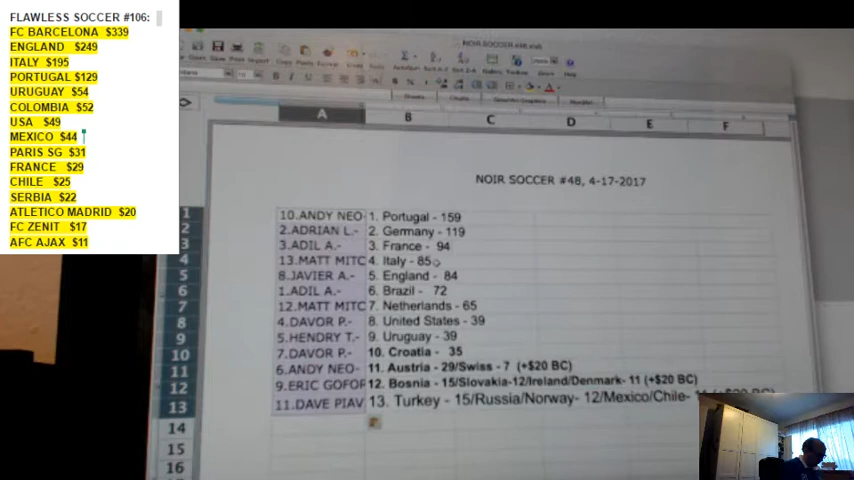 FLAWLESS SOCCER #106:
FC BARCELONA $339
ENGLAND $249
ITALY $195
PORTUGAL $129
URUGUAY $54
COLOMBIA $52
USA $49
MEXICO $44
PARIS SG $31
FRANCE $29
CHILE $25
SERBIA $22
ATLETICO MADRID $20
FC ZENIT $17
AFC AJAX $11
A B C D E F
NOIR SOCCER #48, 4-17-2017
1 10.ANDY NEO- 1. Portugal - 159
2 2.ADRIAN L.- 2. Germany - 119
3 3.ADIL A.- 3. France - 94
4 13.MATT MITC 4. Italy - 85
5 8.JAVIER A.- 5. England - 84
6 1.ADIL A.- 6. Brazil - 72
7 12.MATT MITC 7. Netherlands - 65
8 4.DAVOR P.- 8. United States - 39
9 5.HENDRY T.- 9. Uruguay - 39
10 7.DAVOR P.- 10. Croatia - 35
11 6.ANDY NEO- 11. Austria - 29/Swiss - 7 (+$20 BC)
12 9.ERIC GOFOR 12. Bosnia - 15/Slovakia-12/Ireland/Denmark- 11 (+$20 BC)
13 11.DAVE PIAV 13. Turkey - 15/Russia/Norway- 12/Mexico/Chile- 11 (+$20 BC)
14
15
16